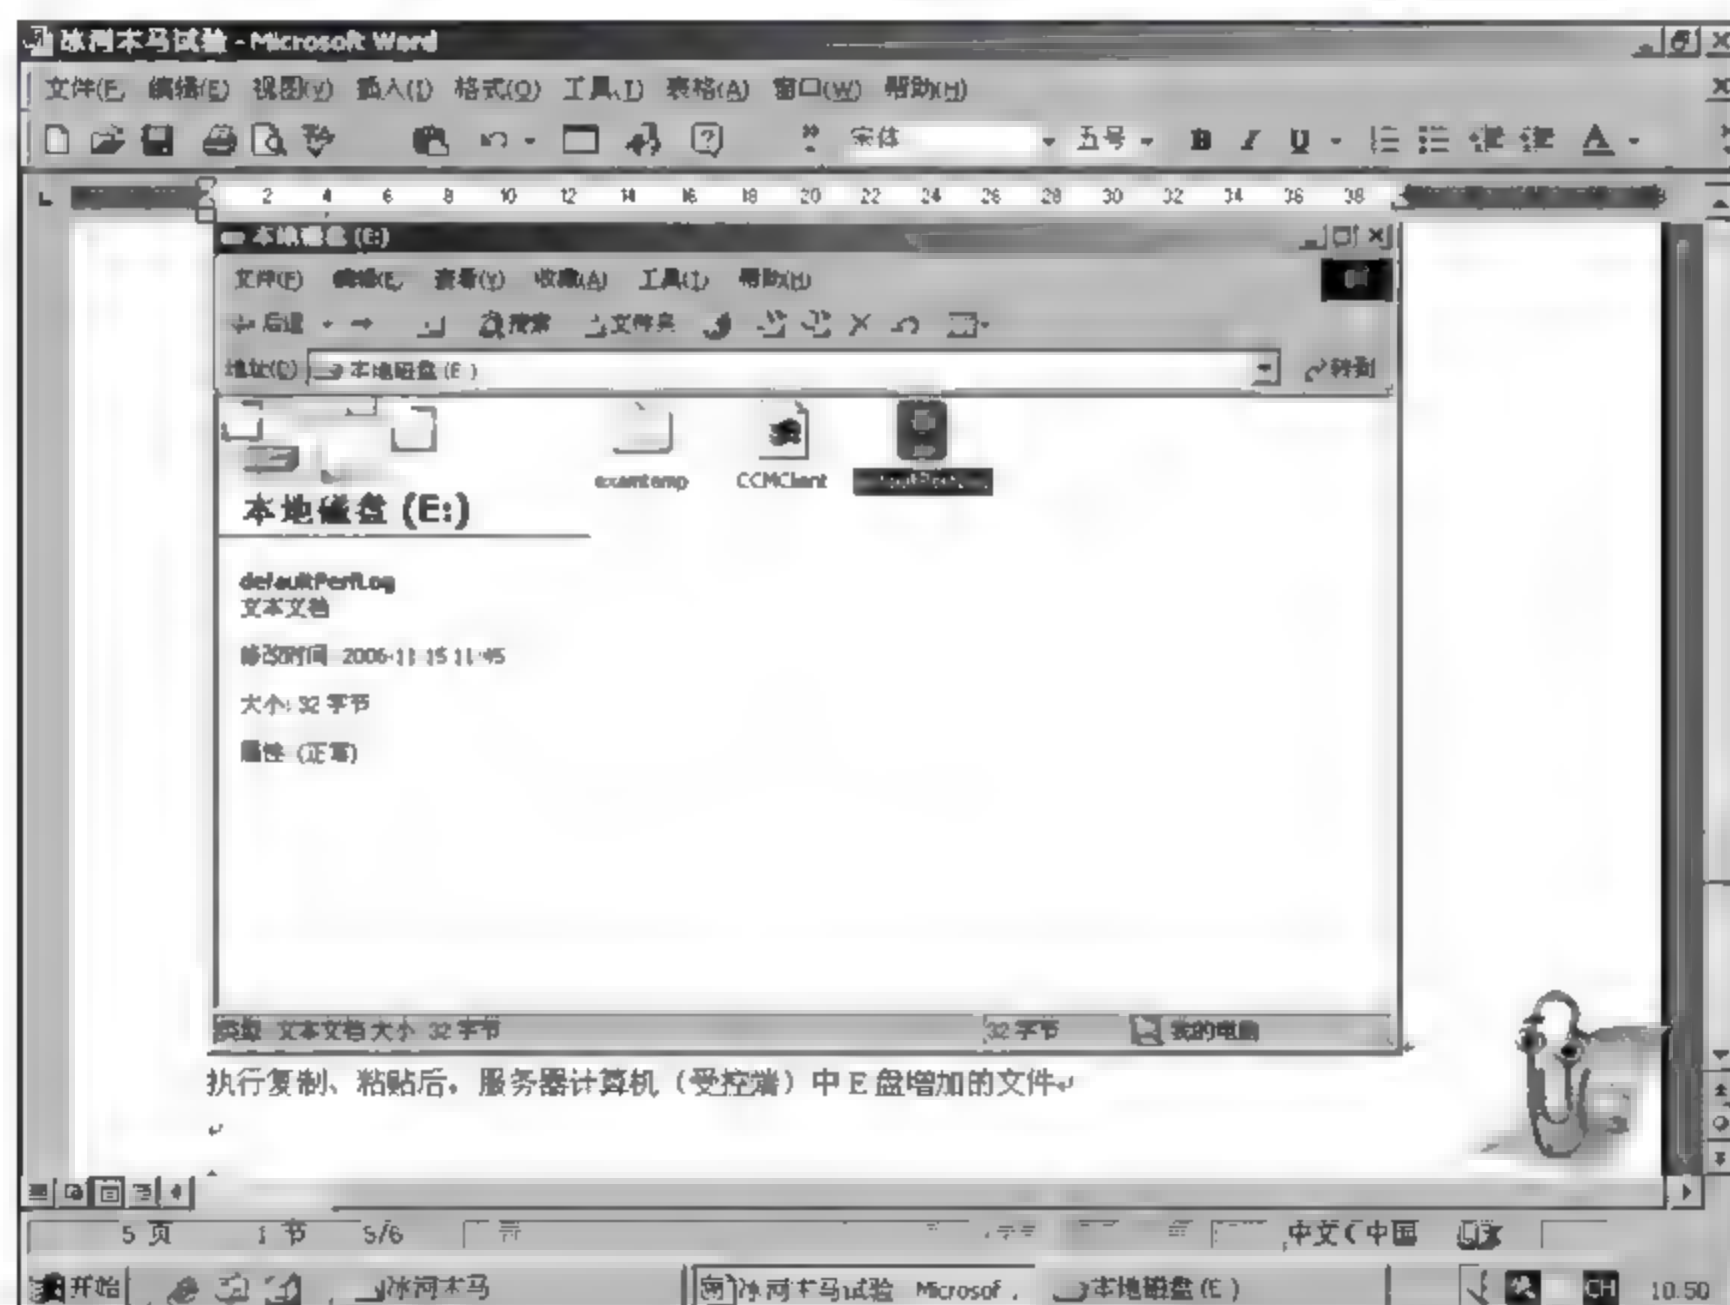 冰河木马试验 - Microsoft Word
文件(F) 编辑(E) 视图(V) 插入(I) 格式(O) 工具(T) 表格(A) 窗口(W) 帮助(H)
宋体 五号 B I U A
2 4 6 8 10 12 14 16 18 20 22 24 26 28 30 32 34 36 38
本地磁盘 (E:)
文件(F) 编辑(E) 查看(V) 收藏(A) 工具(T) 帮助(H)
后退 搜索 文件夹
地址(D) 本地磁盘 (E:) 转到
examtemp CCMClient
本地磁盘 (E:)
defaultPerfLog
文本文档
修改时间: 2006-11-15 11:45
大小: 32 字节
属性: (正常)
类型: 文本文档 大小: 32 字节 32 字节 我的电脑
执行复制、粘贴后，服务器计算机（受控端）中 E 盘增加的文件
5 页 1 节 5/6 中文(中国
开始 冰河木马 冰河木马试验 - Microsof... 本地磁盘 (E:) CH 10:50